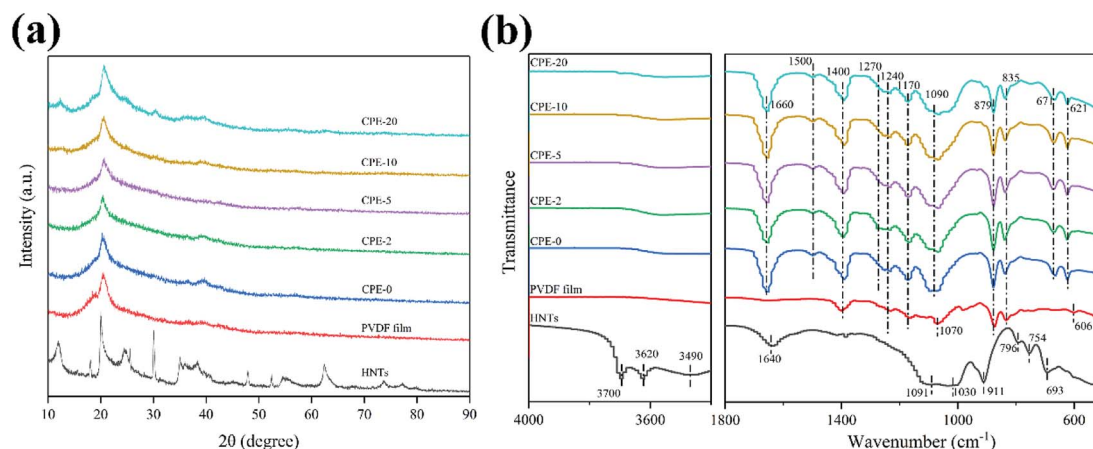 (a)
CPE-20
CPE-10
CPE-5
CPE-2
CPE-0
PVDF film
HNTs
Intensity (a.u.)
10 20 30 40 50 60 70 80 90
2θ (degree)
(b)
CPE-20
CPE-10
CPE-5
CPE-2
CPE-0
PVDF film
HNTs
Transmittance
3700 3620 3490
4000 3600
1500 1400 1270 1240 1170 1090 835
1660 879 671 621
1070 606
1640 1091 1030 911 796 754 693
1800 1400 1000 600
Wavenumber (cm⁻¹)